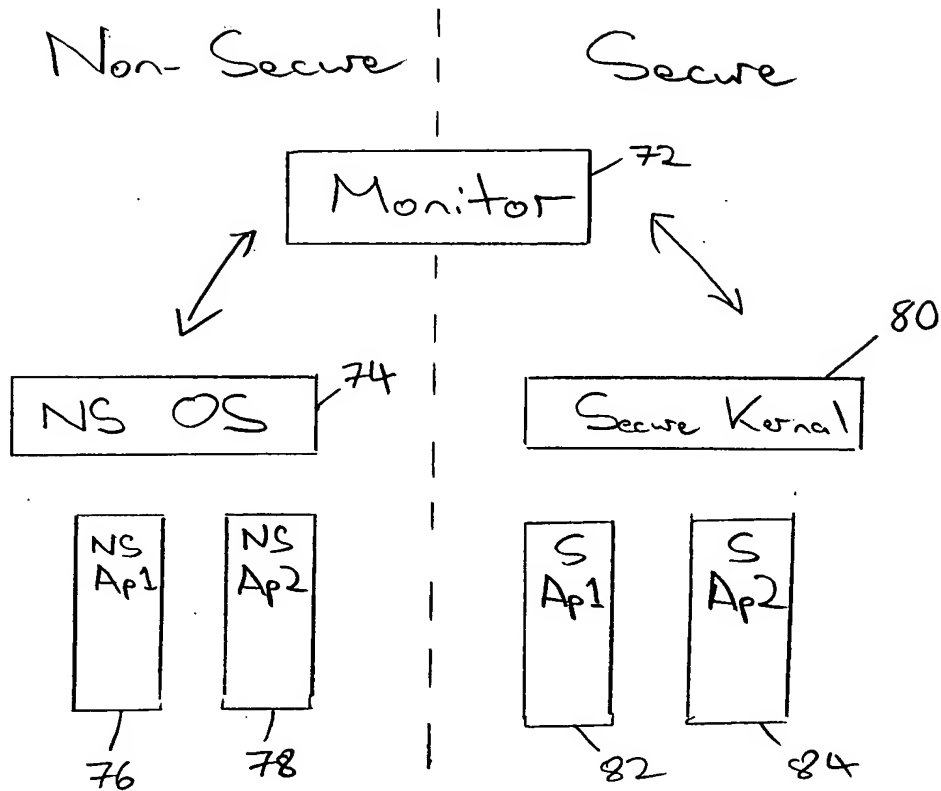 Non-Secure
Secure
Monitor
72
NS OS
74
Secure Kernal
80
NS
Ap1
NS
Ap2
S
Ap1
S
Ap2
76
78
82
84